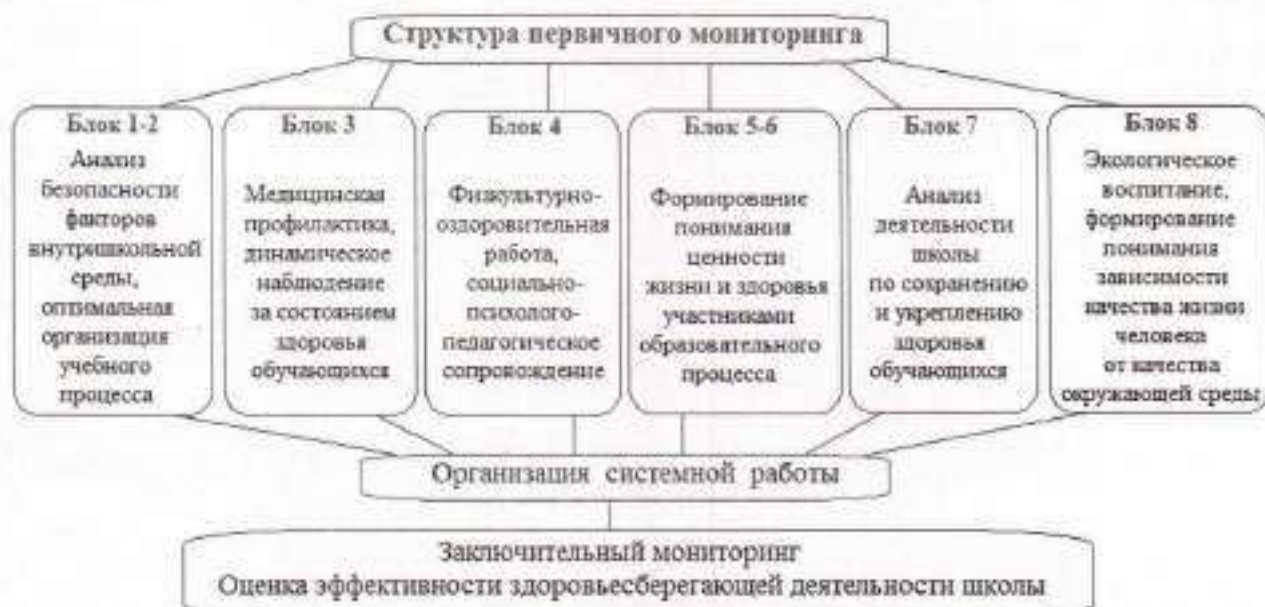 Структура первичного мониторинга
Блок 1-2
Анализ
безопасности
факторов
внутришкольной
среды,
оптимальная
организация
учебного
процесса
Блок 3
Медицинская
профилактика,
динамическое
наблюдение
за состоянием
здоровья
обучающихся
Блок 4
Физкультурно-
оздоровительная
работа,
социально-
психолого-
педагогическое
сопровождение
Блок 5-6
Формирование
понимания
ценности
жизни и здоровья
участниками
образовательного
процесса
Блок 7
Анализ
деятельности
школы
по сохранению
и укреплению
здоровья
обучающихся
Блок 8
Экологическое
воспитание,
формирование
понимания
зависимости
качества жизни
человека
от качества
окружающей среды
Организация системной работы
Заключительный мониторинг
Оценка эффективности здоровьесберегающей деятельности школы